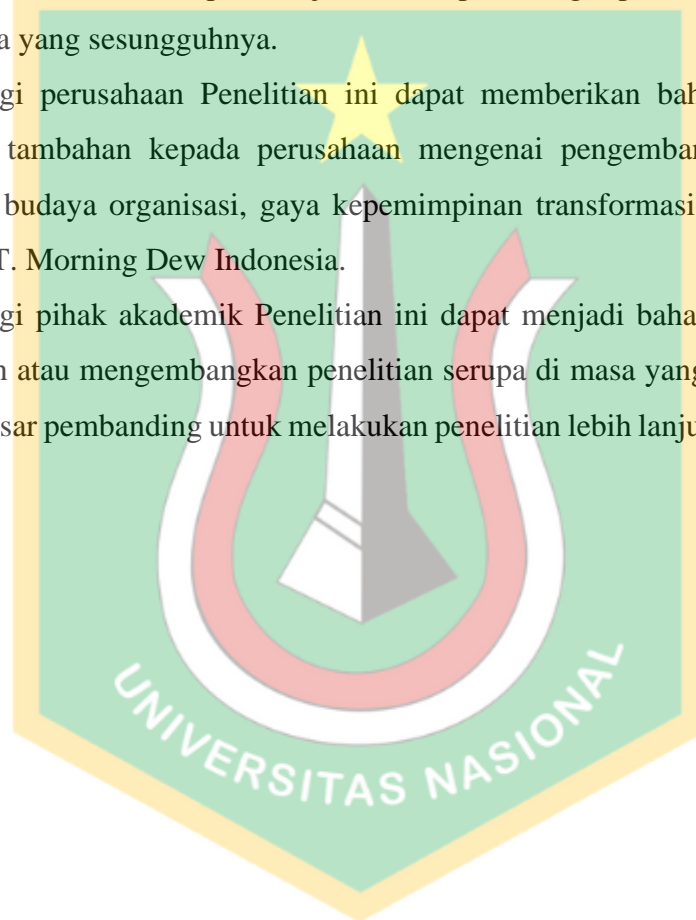 a yang sesungguhnya.
gi perusahaan Penelitian ini dapat memberikan bah
tambahan kepada perusahaan mengenai pengembar
budaya organisasi, gaya kepemimpinan transformasi
T. Morning Dew Indonesia.
gi pihak akademik Penelitian ini dapat menjadi baha
n atau mengembangkan penelitian serupa di masa yang
sar pembanding untuk melakukan penelitian lebih lanju
UNIVERSITAS NASIONAL